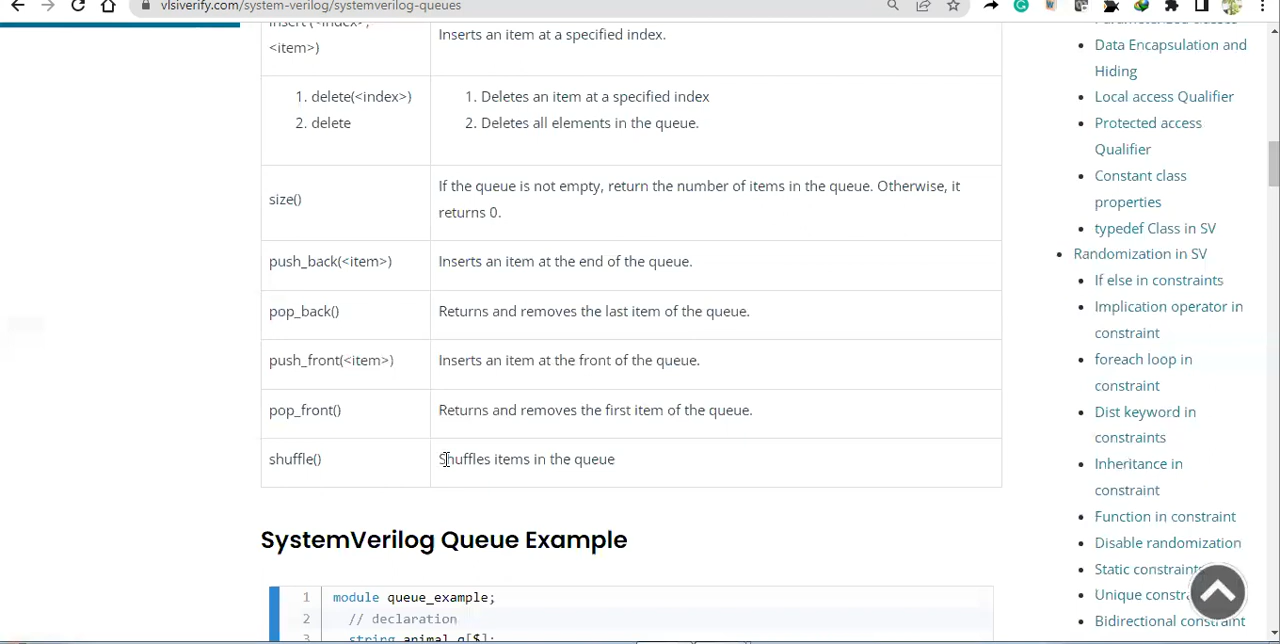 vlsiverify.com/system-verilog/systemverilog-queues
insert (<index>,
<item>)
Inserts an item at a specified index.
1. delete(<index>)
2. delete
1. Deletes an item at a specified index
2. Deletes all elements in the queue.
size()
If the queue is not empty, return the number of items in the queue. Otherwise, it
returns 0.
push_back(<item>)
Inserts an item at the end of the queue.
pop_back()
Returns and removes the last item of the queue.
push_front(<item>)
Inserts an item at the front of the queue.
pop_front()
Returns and removes the first item of the queue.
shuffle()
Shuffles items in the queue
SystemVerilog Queue Example
1 module queue_example;
2 // declaration
3 string animal_q[$];
Data Encapsulation and
Hiding
Local access Qualifier
Protected access
Qualifier
Constant class
properties
typedef Class in SV
Randomization in SV
If else in constraints
Implication operator in
constraint
foreach loop in
constraint
Dist keyword in
constraints
Inheritance in
constraint
Function in constraint
Disable randomization
Static constraints
Unique
Bidirectional constraint